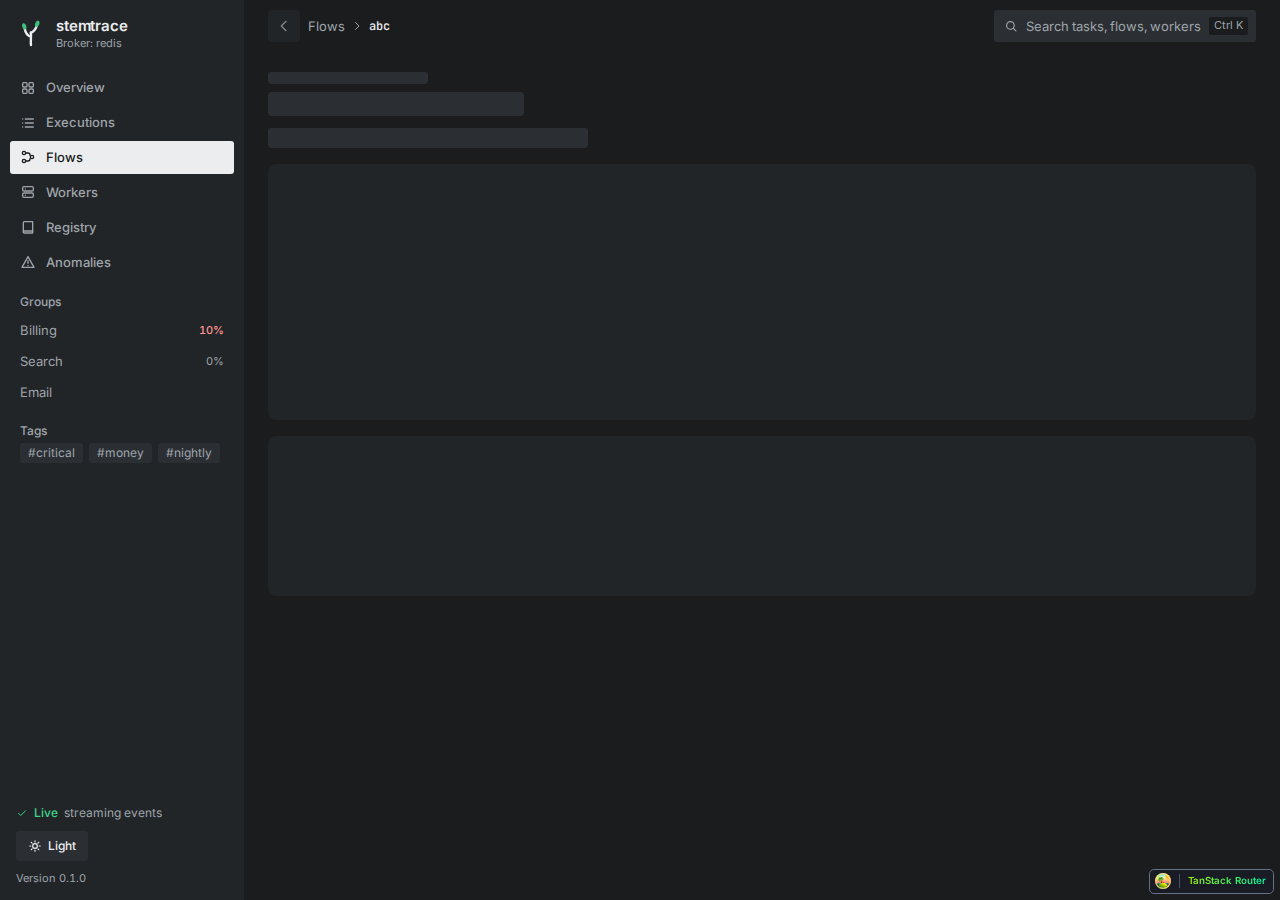 stemtrace
Broker: redis
Overview
Executions
Flows
Workers
Registry
Anomalies
Groups
Billing 10%
Search 0%
Email
Tags
#critical #money #nightly
Live streaming events
Light
Version 0.1.0
Flows abc
Search tasks, flows, workers Ctrl K
TanStack Router